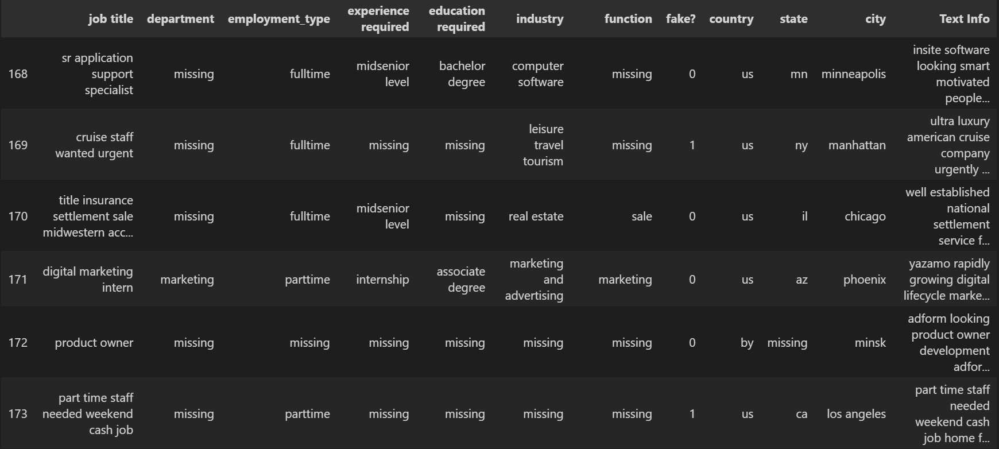 job title department employment_type experience required education required industry function fake? country state city Text Info
168 sr application support specialist missing fulltime midsenior level bachelor degree computer software missing 0 us mn minneapolis insite software looking smart motivated people...
169 cruise staff wanted urgent missing fulltime missing missing leisure travel tourism missing 1 us ny manhattan ultra luxury american cruise company urgently ...
170 title insurance settlement sale midwestern acc... missing fulltime midsenior level missing real estate sale 0 us il chicago well established national settlement service f...
171 digital marketing intern marketing parttime internship associate degree marketing and advertising marketing 0 us az phoenix yazamo rapidly growing digital lifecycle marke...
172 product owner missing missing missing missing missing missing 0 by missing minsk adform looking product owner development adfor...
173 part time staff needed weekend cash job missing parttime missing missing missing missing 1 us ca los angeles part time staff needed weekend cash job home f...